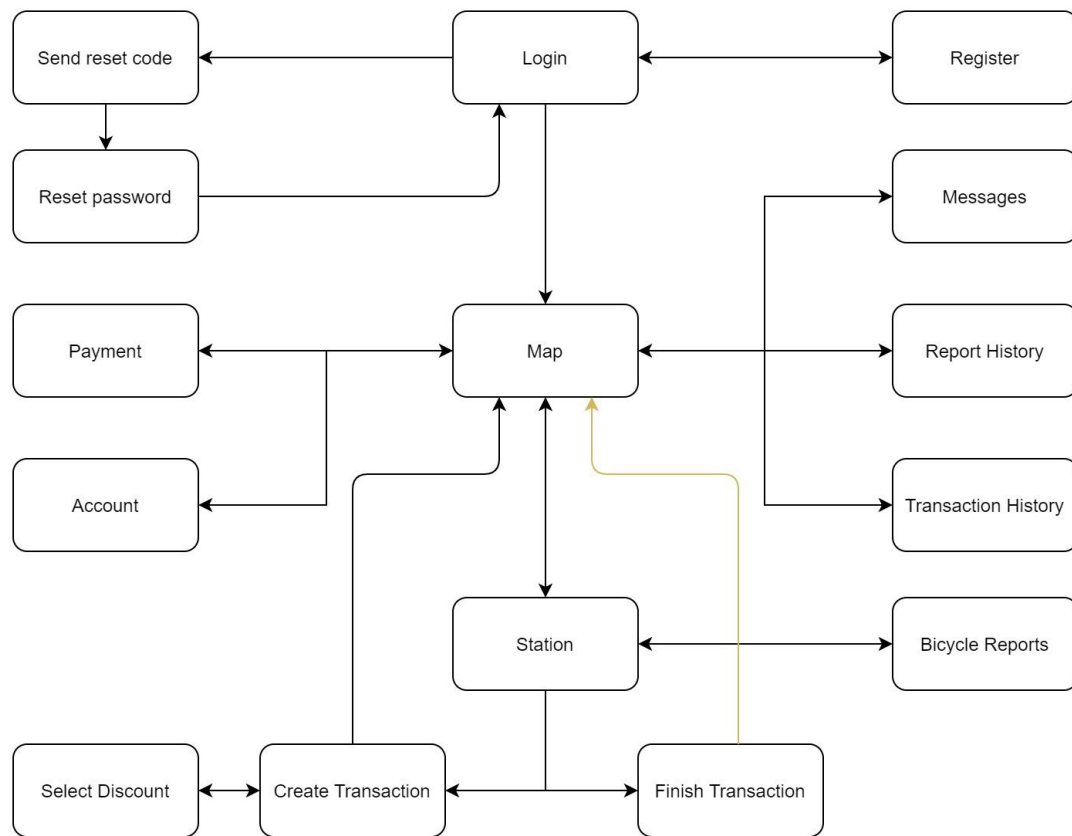 Send reset code
Login
Register
Reset password
Messages
Payment
Map
Report History
Account
Transaction History
Station
Bicycle Reports
Select Discount
Create Transaction
Finish Transaction